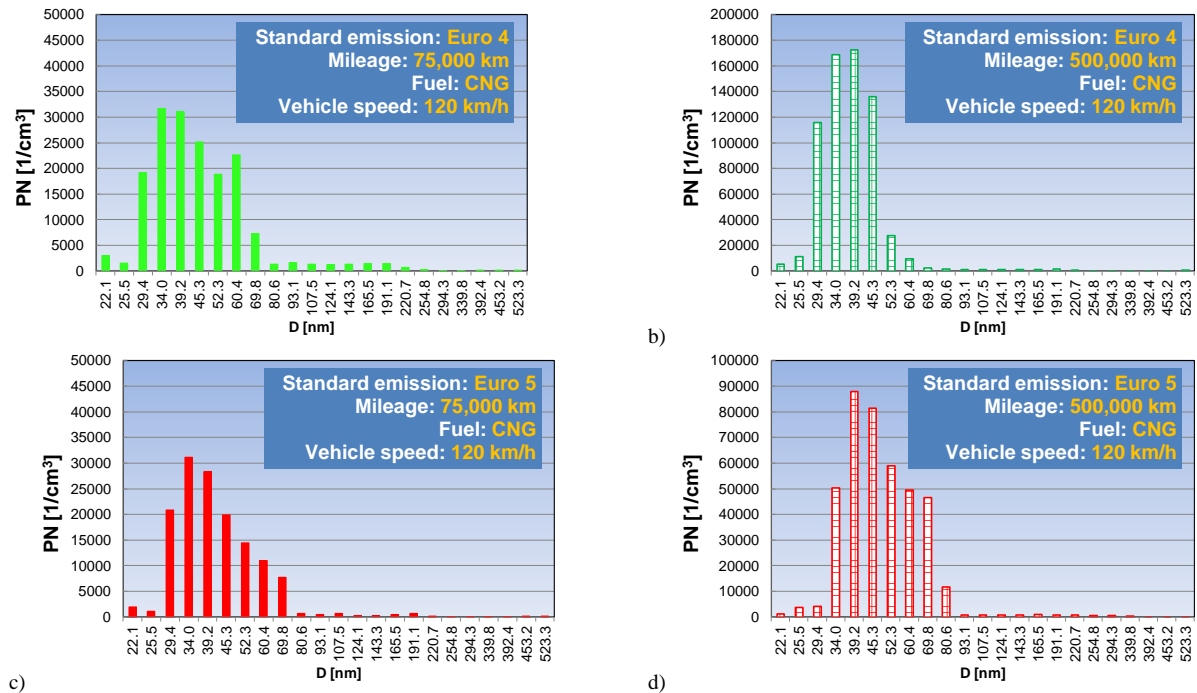 50000
45000
40000
35000
30000
25000
20000
15000
10000
5000
0
PN [1/cm³]
Standard emission: Euro 4
Mileage: 75,000 km
Fuel: CNG
Vehicle speed: 120 km/h
22.1 25.5 29.4 34.0 39.2 45.3 52.3 60.4 69.8 80.6 93.1 107.5 124.1 143.3 165.5 191.1 220.7 254.8 294.3 339.8 392.4 453.2 523.3
D [nm]
200000
180000
160000
140000
120000
100000
80000
60000
40000
20000
0
PN [1/cm³]
Standard emission: Euro 4
Mileage: 500,000 km
Fuel: CNG
Vehicle speed: 120 km/h
22.1 25.5 29.4 34.0 39.2 45.3 52.3 60.4 69.8 80.6 93.1 107.5 124.1 143.3 165.5 191.1 220.7 254.8 294.3 339.8 392.4 453.2 523.3
D [nm]
b)
50000
45000
40000
35000
30000
25000
20000
15000
10000
5000
0
PN [1/cm³]
Standard emission: Euro 5
Mileage: 75,000 km
Fuel: CNG
Vehicle speed: 120 km/h
22.1 25.5 29.4 34.0 39.2 45.3 52.3 60.4 69.8 80.6 93.1 107.5 124.1 143.3 165.5 191.1 220.7 254.8 294.3 339.8 392.4 453.2 523.3
D [nm]
c)
100000
90000
80000
70000
60000
50000
40000
30000
20000
10000
0
PN [1/cm³]
Standard emission: Euro 5
Mileage: 500,000 km
Fuel: CNG
Vehicle speed: 120 km/h
22.1 25.5 29.4 34.0 39.2 45.3 52.3 60.4 69.8 80.6 93.1 107.5 124.1 143.3 165.5 191.1 220.7 254.8 294.3 339.8 392.4 453.2 523.3
D [nm]
d)